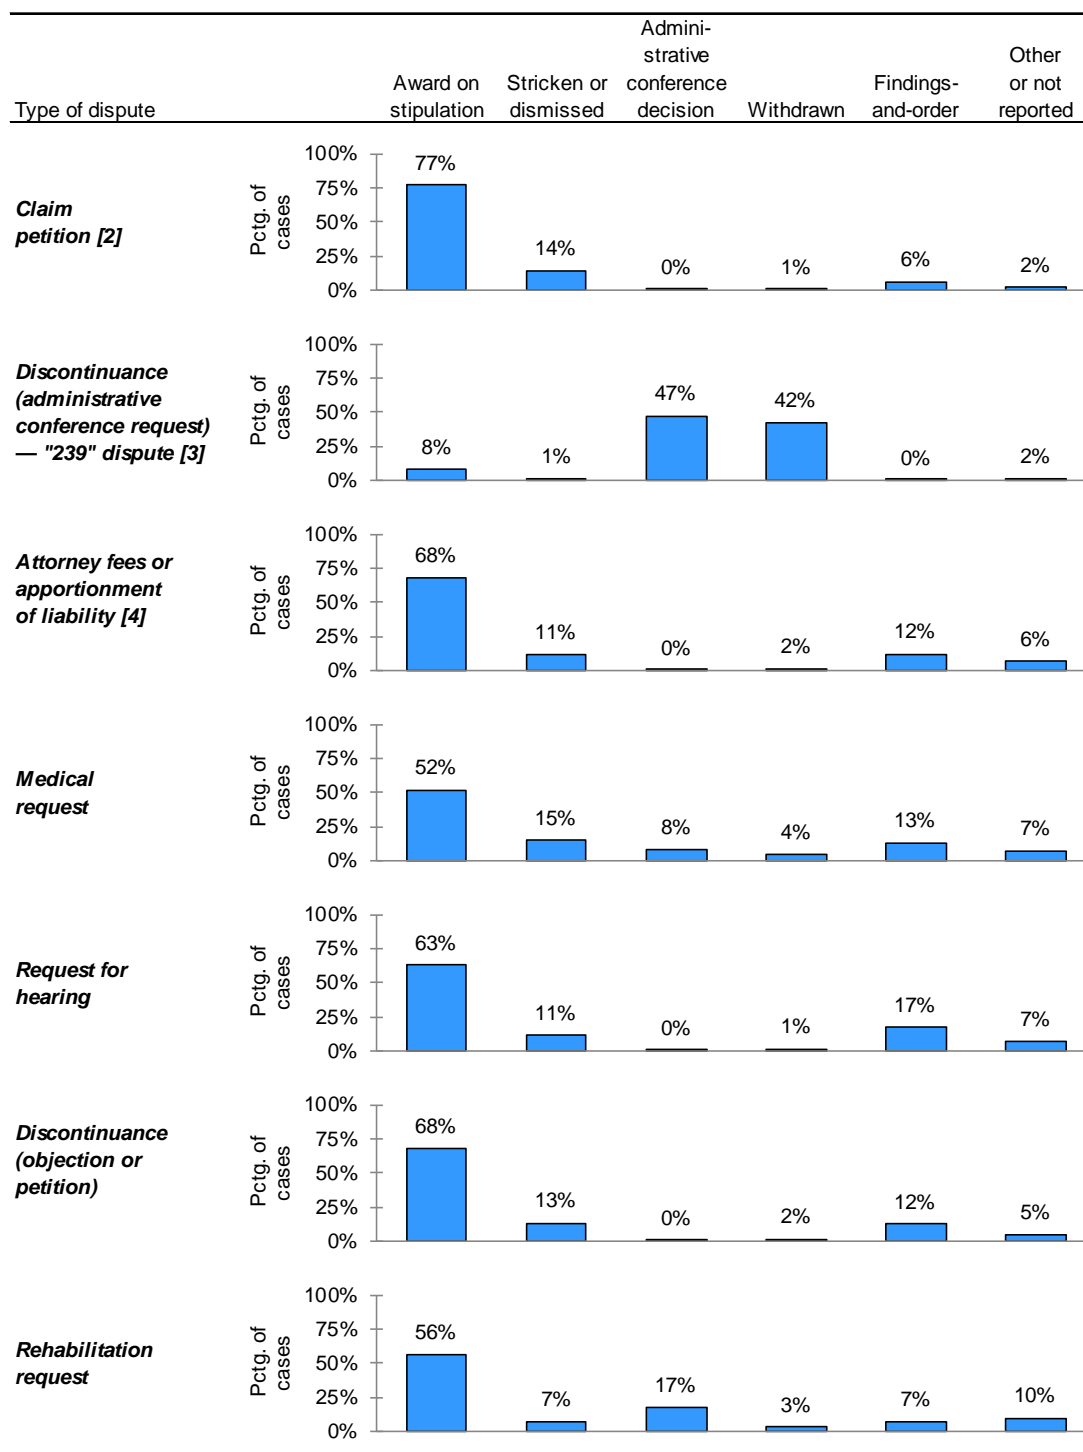 Type of dispute
Award on
stipulation
Stricken or
dismissed
Admini-
strative
conference
decision
Withdrawn
Findings-
and-order
Other
or not
reported
Claim
petition [2]
Pctg. of
cases
100%
75%
50%
25%
0%
77%
14%
0%
1%
6%
2%
Discontinuance
(administrative
conference request)
— "239" dispute [3]
Pctg. of
cases
100%
75%
50%
25%
0%
8%
1%
47%
42%
0%
2%
Attorney fees or
apportionment
of liability [4]
Pctg. of
cases
100%
75%
50%
25%
0%
68%
11%
0%
2%
12%
6%
Medical
request
Pctg. of
cases
100%
75%
50%
25%
0%
52%
15%
8%
4%
13%
7%
Request for
hearing
Pctg. of
cases
100%
75%
50%
25%
0%
63%
11%
0%
1%
17%
7%
Discontinuance
(objection or
petition)
Pctg. of
cases
100%
75%
50%
25%
0%
68%
13%
0%
2%
12%
5%
Rehabilitation
request
Pctg. of
cases
100%
75%
50%
25%
0%
56%
7%
17%
3%
7%
10%